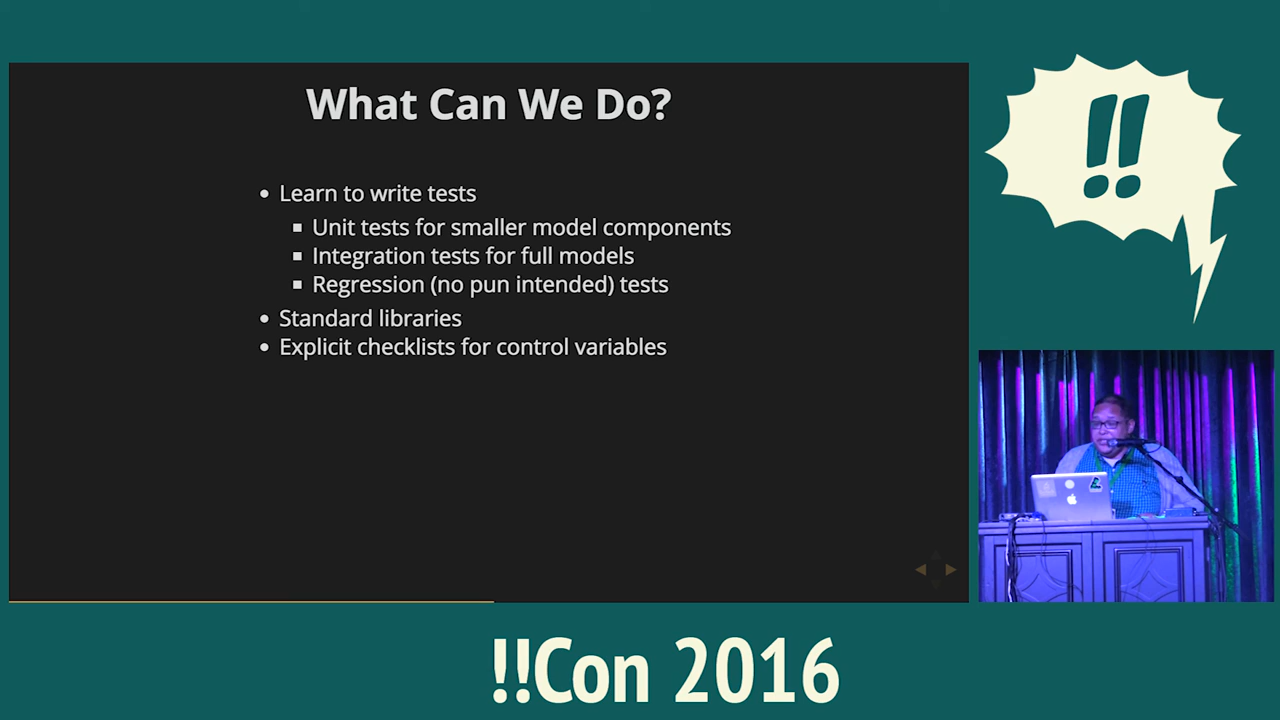 What Can We Do?
Learn to write tests
Unit tests for smaller model components
Integration tests for full models
Regression (no pun intended) tests
Standard libraries
Explicit checklists for control variables
!!
!!Con 2016